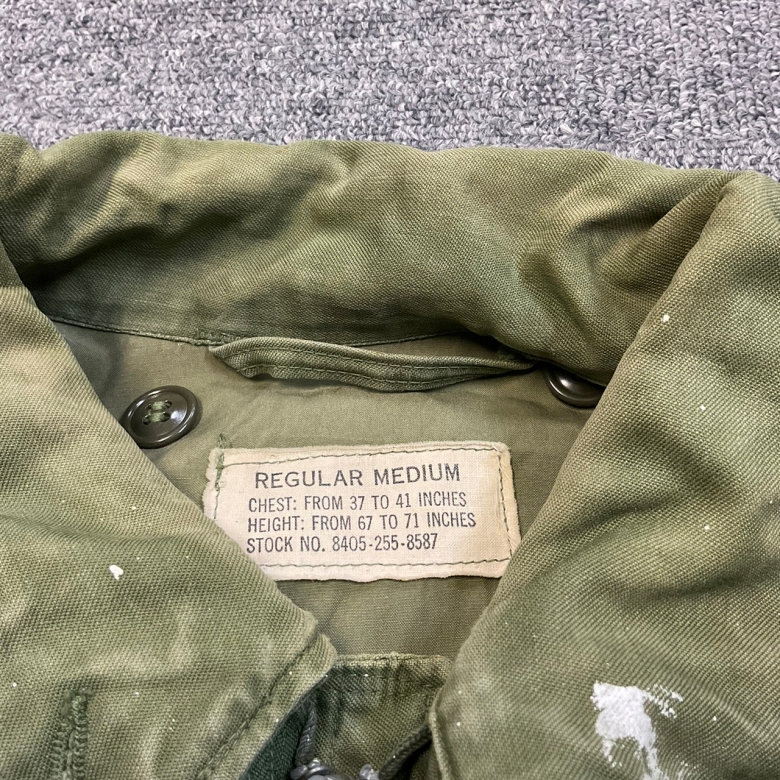 REGULAR MEDIUM
CHEST: FROM 37 TO 41 INCHES
HEIGHT: FROM 67 TO 71 INCHES
STOCK NO. 8405-255-8587